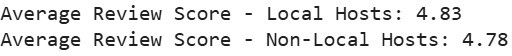 Average Review Score - Local Hosts: 4.83
Average Review Score - Non-Local Hosts: 4.78